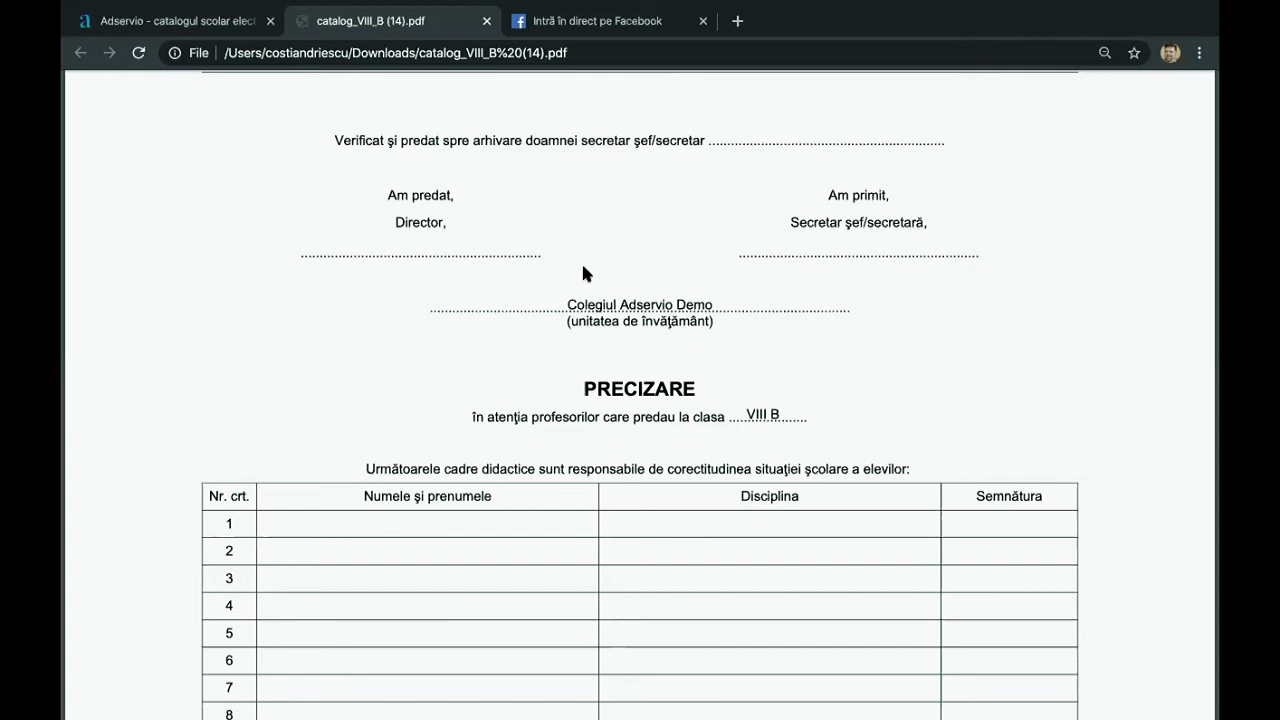 Adservio - catalogul scolar elect
catalog_VIII_B (14).pdf
Intră în direct pe Facebook
File
/Users/costiandriescu/Downloads/catalog_VIII_B%20(14).pdf
Verificat şi predat spre arhivare doamnei secretar şef/secretar ..................................................
Am predat,
Am primit,
Director,
Secretar şef/secretară,
...................................................
...................................................
Colegiul Adservio Demo
(unitatea de învăţământ)
PRECIZARE
în atenţia profesorilor care predau la clasa .... VIII B ......
Următoarele cadre didactice sunt responsabile de corectitudinea situaţiei şcolare a elevilor:
Nr. crt. Numele şi prenumele Disciplina Semnătura
1
2
3
4
5
6
7
8